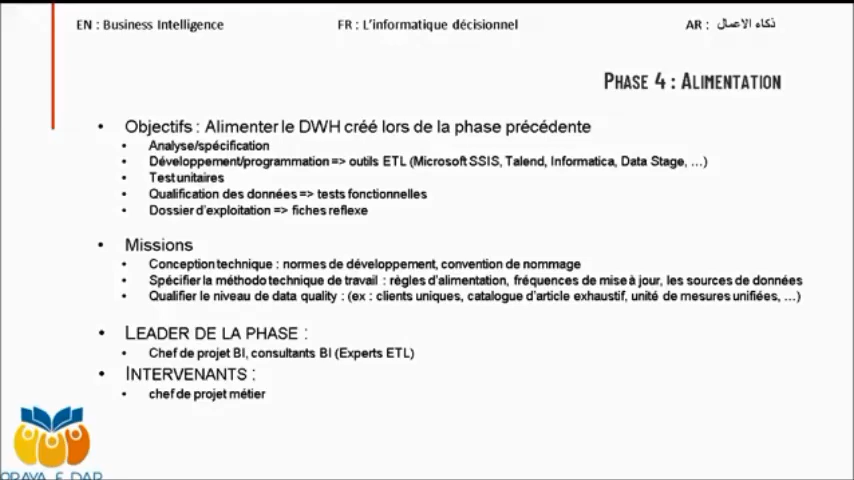 EN : Business Intelligence
FR : L'informatique décisionnel
AR : ذكاء الاعمال
PHASE 4 : ALIMENTATION
• Objectifs : Alimenter le DWH créé lors de la phase précédente
• Analyse/spécification
• Développement/programmation => outils ETL (Microsoft SSIS, Talend, Informatica, Data Stage, …)
• Test unitaires
• Qualification des données => tests fonctionnelles
• Dossier d'exploitation => fiches reflexe
• Missions
• Conception technique : normes de développement, convention de nommage
• Spécifier la méthodo technique de travail : règles d'alimentation, fréquences de mise à jour, les sources de données
• Qualifier le niveau de data quality : (ex : clients uniques, catalogue d'article exhaustif, unité de mesures unifiées, …)
• LEADER DE LA PHASE :
• Chef de projet BI, consultants BI (Experts ETL)
• INTERVENANTS :
• chef de projet métier